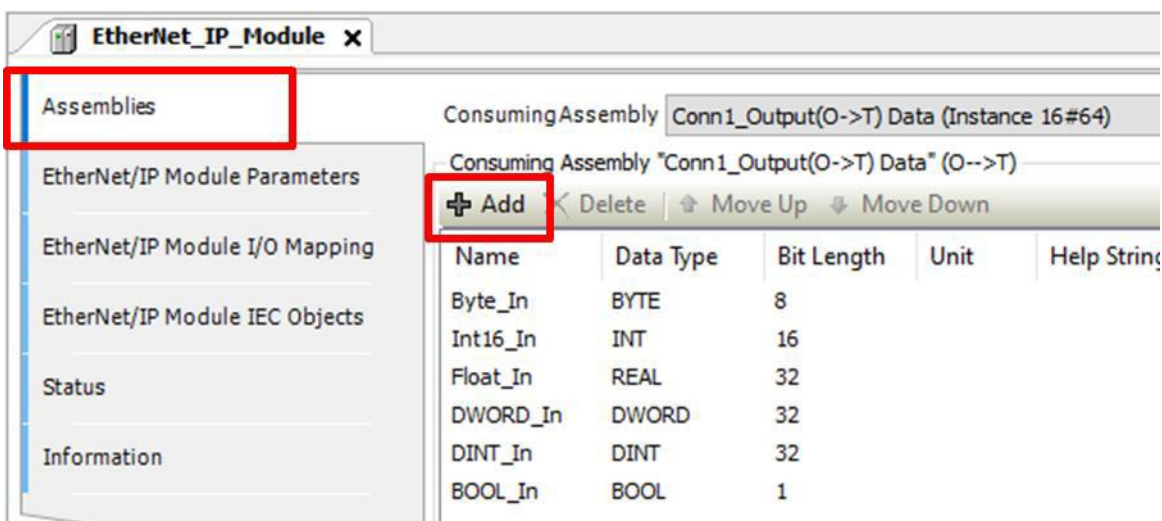 EtherNet_IP_Module x
Assemblies
EtherNet/IP Module Parameters
EtherNet/IP Module I/O Mapping
EtherNet/IP Module IEC Objects
Status
Information
Consuming Assembly Conn1_Output(O->T) Data (Instance 16#64)
Consuming Assembly "Conn1_Output(O->T) Data" (O-->T)
Add Delete Move Up Move Down
Name Data Type Bit Length Unit Help String
Byte_In BYTE 8
Int16_In INT 16
Float_In REAL 32
DWORD_In DWORD 32
DINT_In DINT 32
BOOL_In BOOL 1